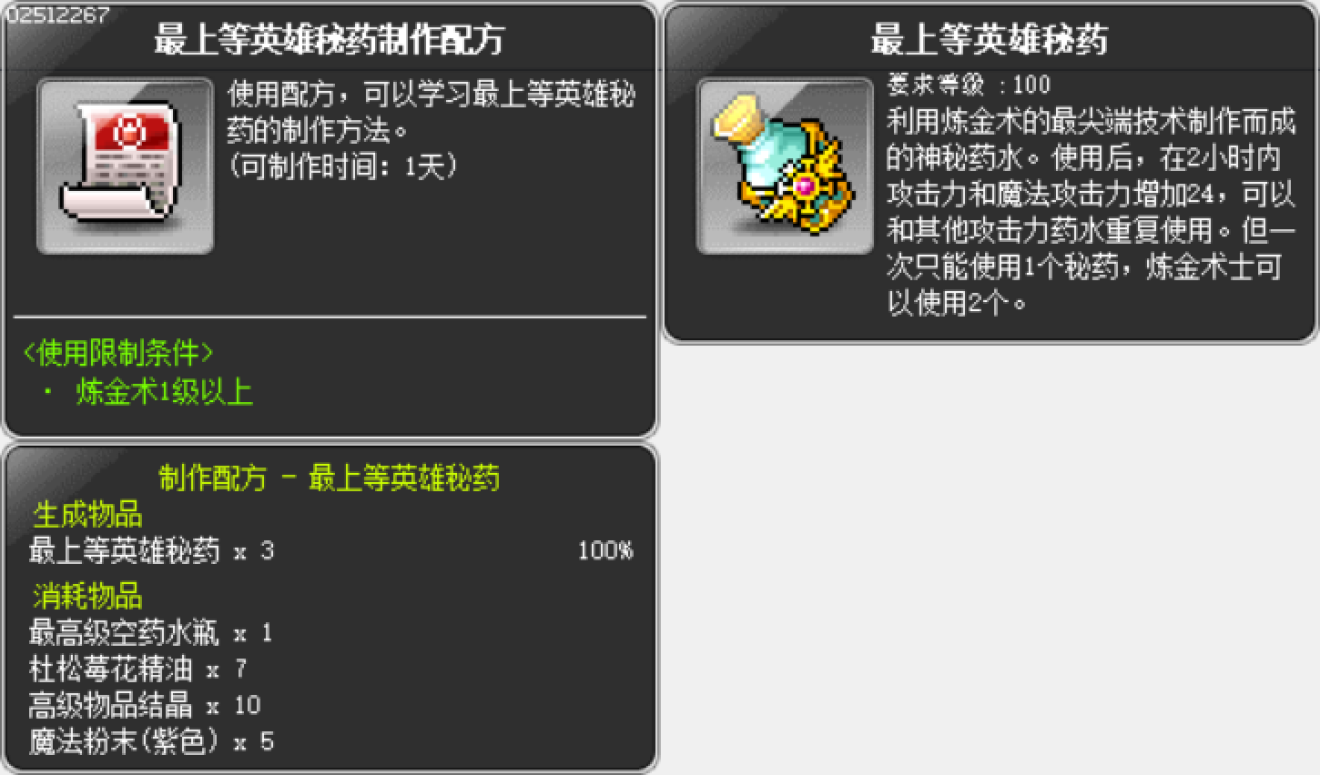 02512267
最上等英雄秘药制作配方
使用配方，可以学习最上等英雄秘
药的制作方法。
(可制作时间：1天)
<使用限制条件>
· 炼金术1级以上
制作配方 - 最上等英雄秘药
生成物品
最上等英雄秘药 x 3 100%
消耗物品
最高级空药水瓶 x 1
杜松莓花精油 x 7
高级物品结晶 x 10
魔法粉末(紫色) x 5
最上等英雄秘药
要求等级 :100
利用炼金术的最尖端技术制作而成
的神秘药水。使用后，在2小时内
攻击力和魔法攻击力增加24，可以
和其他攻击力药水重复使用。但一
次只能使用1个秘药，炼金术士可
以使用2个。